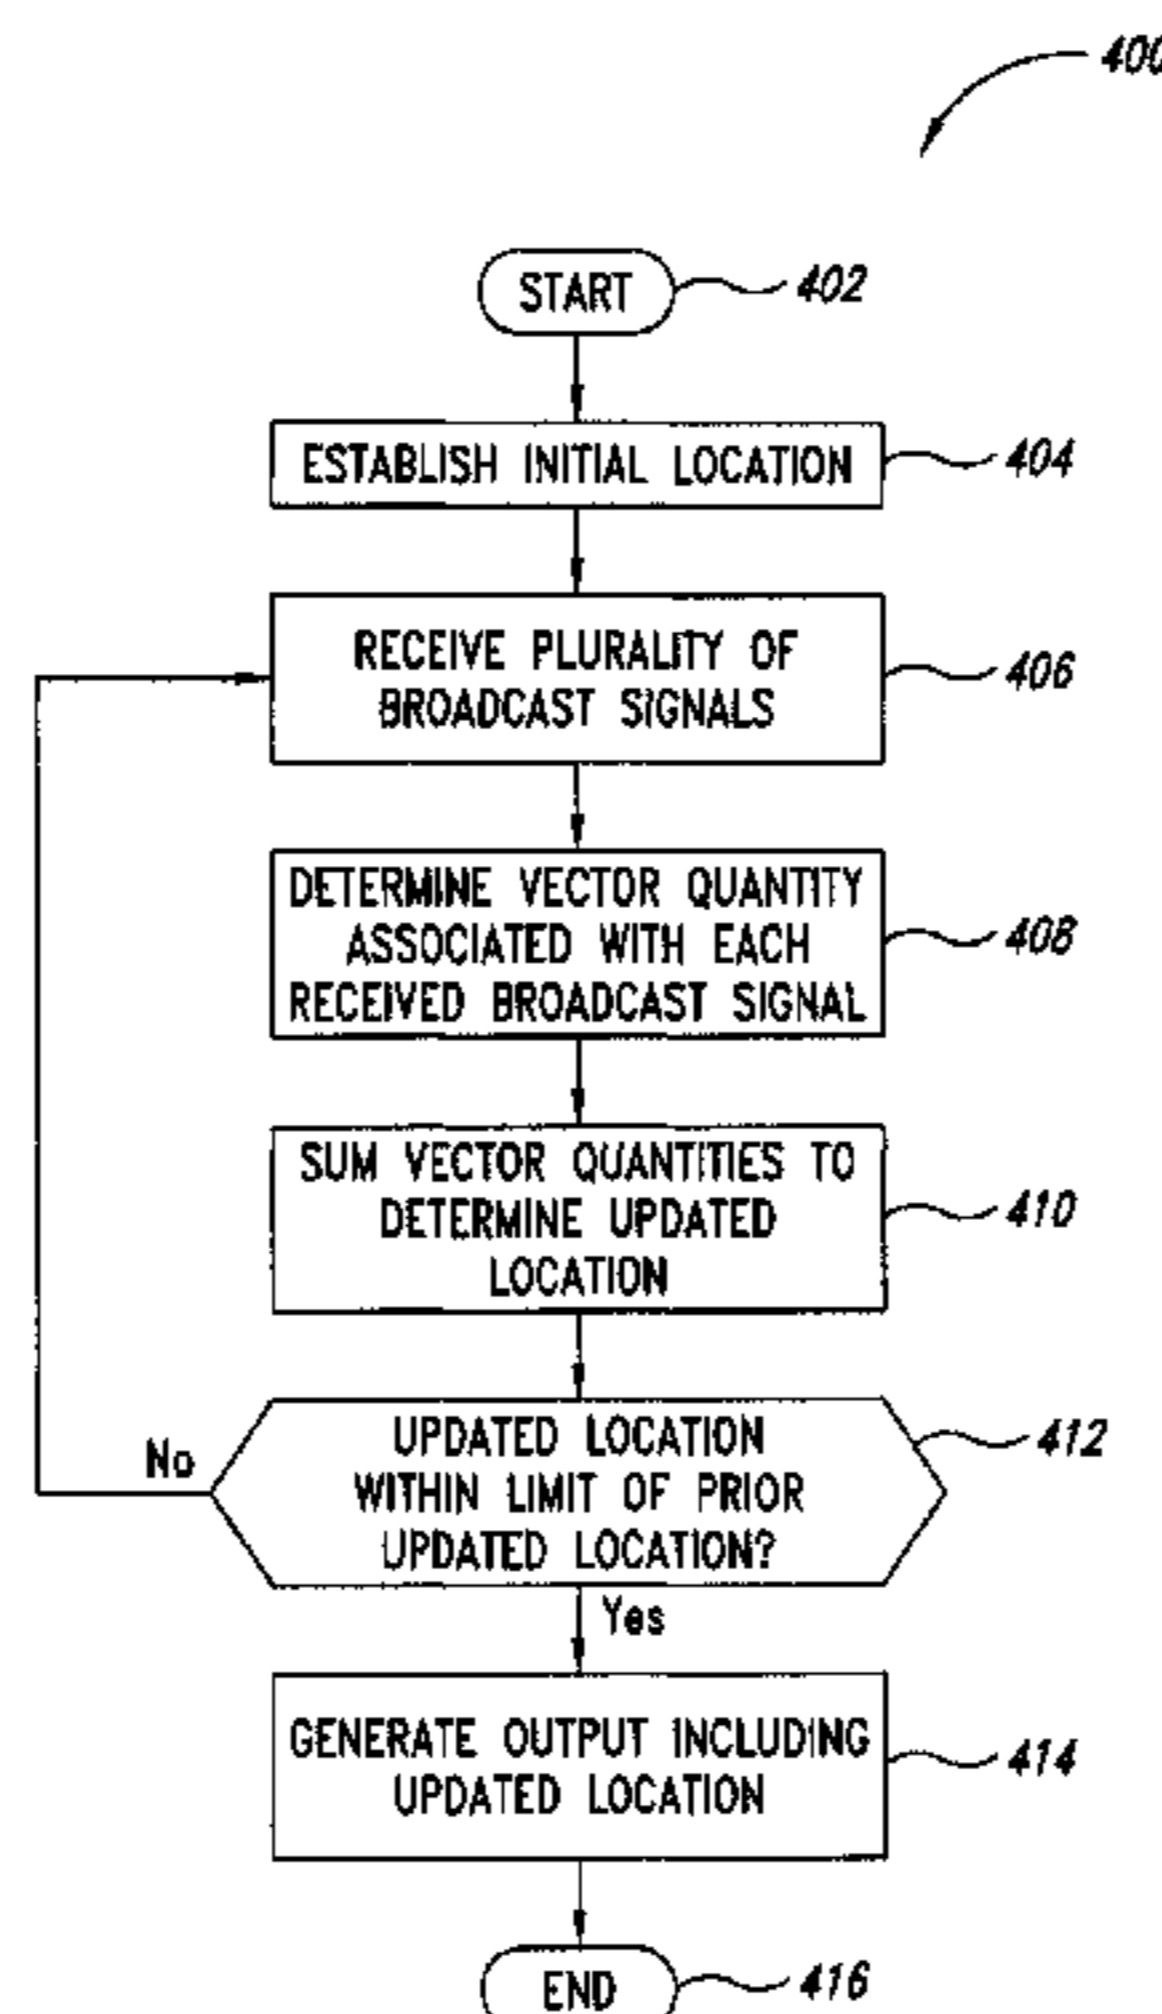 400
START
402
ESTABLISH INITIAL LOCATION
404
RECEIVE PLURALITY OF
BROADCAST SIGNALS
406
DETERMINE VECTOR QUANTITY
ASSOCIATED WITH EACH
RECEIVED BROADCAST SIGNAL
408
SUM VECTOR QUANTITIES TO
DETERMINE UPDATED
LOCATION
410
UPDATED LOCATION
WITHIN LIMIT OF PRIOR
UPDATED LOCATION?
412
No
Yes
GENERATE OUTPUT INCLUDING
UPDATED LOCATION
414
END
416